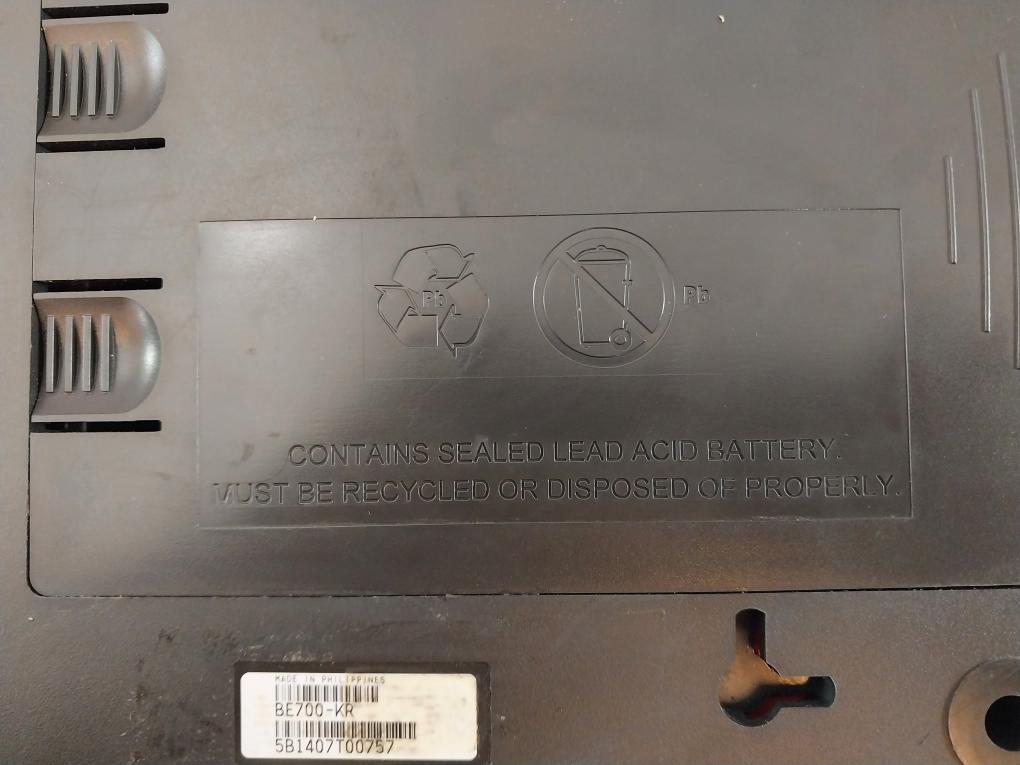 Pb
Pb
CONTAINS SEALED LEAD ACID BATTERY.
MUST BE RECYCLED OR DISPOSED OF PROPERLY.
MADE IN PHILIPPINES
BE700-KR
5B1407T00757